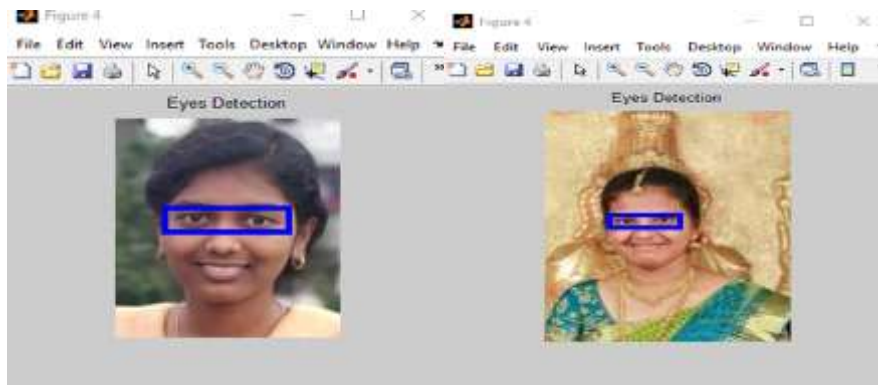 Figure 4
File Edit View Insert Tools Desktop Window Help
Eyes Detection
Figure 4
File Edit View Insert Tools Desktop Window Help
Eyes Detection